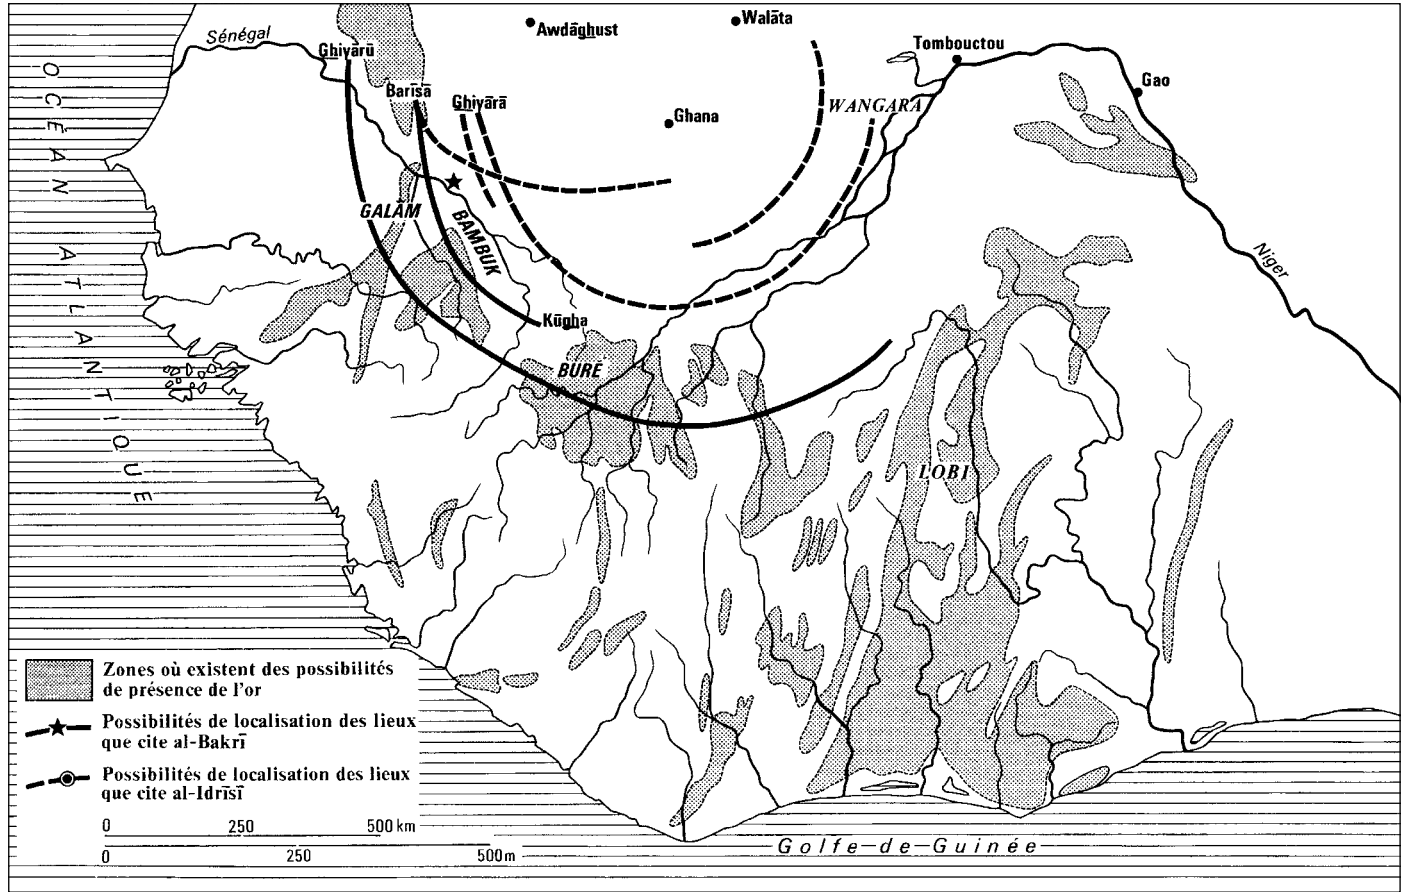 Awdāghust
Walāta
Sénégal
Ghiyārū
Tombouctou
Gao
Barīsā
Ghiyārā
WANGARA
Ghana
OCÉAN ATLANTIQUE
GALĀM
BAMBUK
Niger
Kūgha
BURÉ
LOBI
Zones où existent des possibilités
de présence de l'or
Possibilités de localisation des lieux
que cite al-Bakrī
Possibilités de localisation des lieux
que cite al-Idrīsī
0 250 500 km
0 250 500m
Golfe-de-Guinée